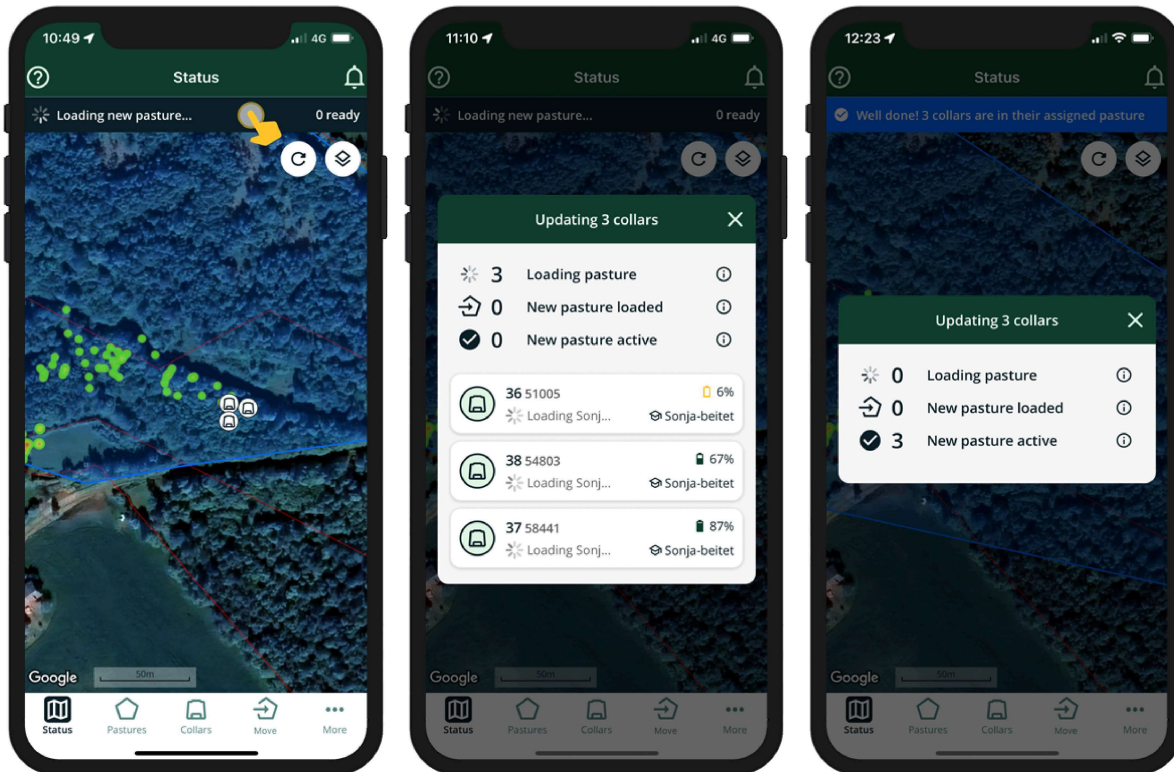 10:49
4G
Status
Loading new pasture...
0 ready
Google
50m
Status
Pastures
Collars
Move
More
11:10
4G
Status
Loading new pasture...
0 ready
Updating 3 collars
3 Loading pasture
0 New pasture loaded
0 New pasture active
36 51005
6%
Loading Sonj...
Sonja-beitet
38 54803
67%
Loading Sonj...
Sonja-beitet
37 58441
87%
Loading Sonj...
Sonja-beitet
Google
50m
Status
Pastures
Collars
Move
More
12:23
Status
Well done! 3 collars are in their assigned pasture
Updating 3 collars
0 Loading pasture
0 New pasture loaded
3 New pasture active
Google
50m
Status
Pastures
Collars
Move
More